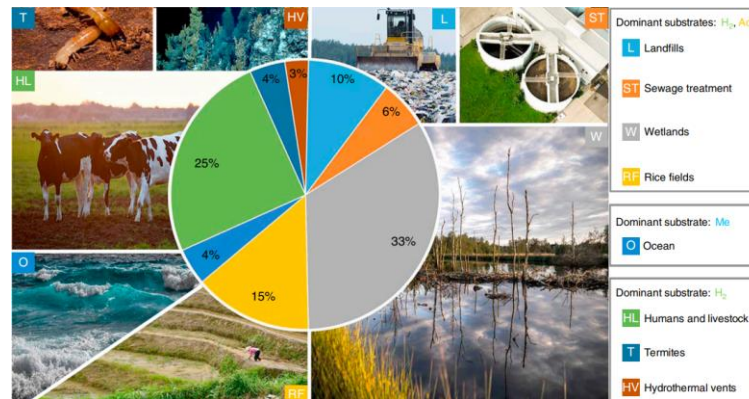 T
HV
L
ST
HL
W
O
RF
4%
3%
10%
6%
25%
33%
4%
15%
Dominant substrates: H₂,
L Landfills
ST Sewage treatment
W Wetlands
RF Rice fields
Dominant substrate: Me
O Ocean
Dominant substrate: H₂
HL Humans and livestock
T Termites
HV Hydrothermal vents